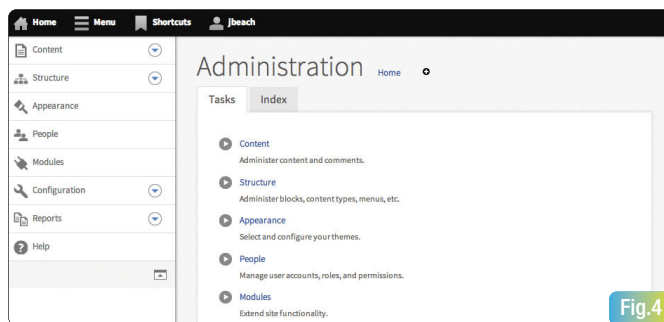 Home Menu Shortcuts jbeach
Content
Structure
Appearance
People
Modules
Configuration
Reports
Help
Administration Home
Tasks Index
Content
Administer content and comments.
Structure
Administer blocks, content types, menus, etc.
Appearance
Select and configure your themes.
People
Manage user accounts, roles, and permissions.
Modules
Extend site functionality.
Fig.4